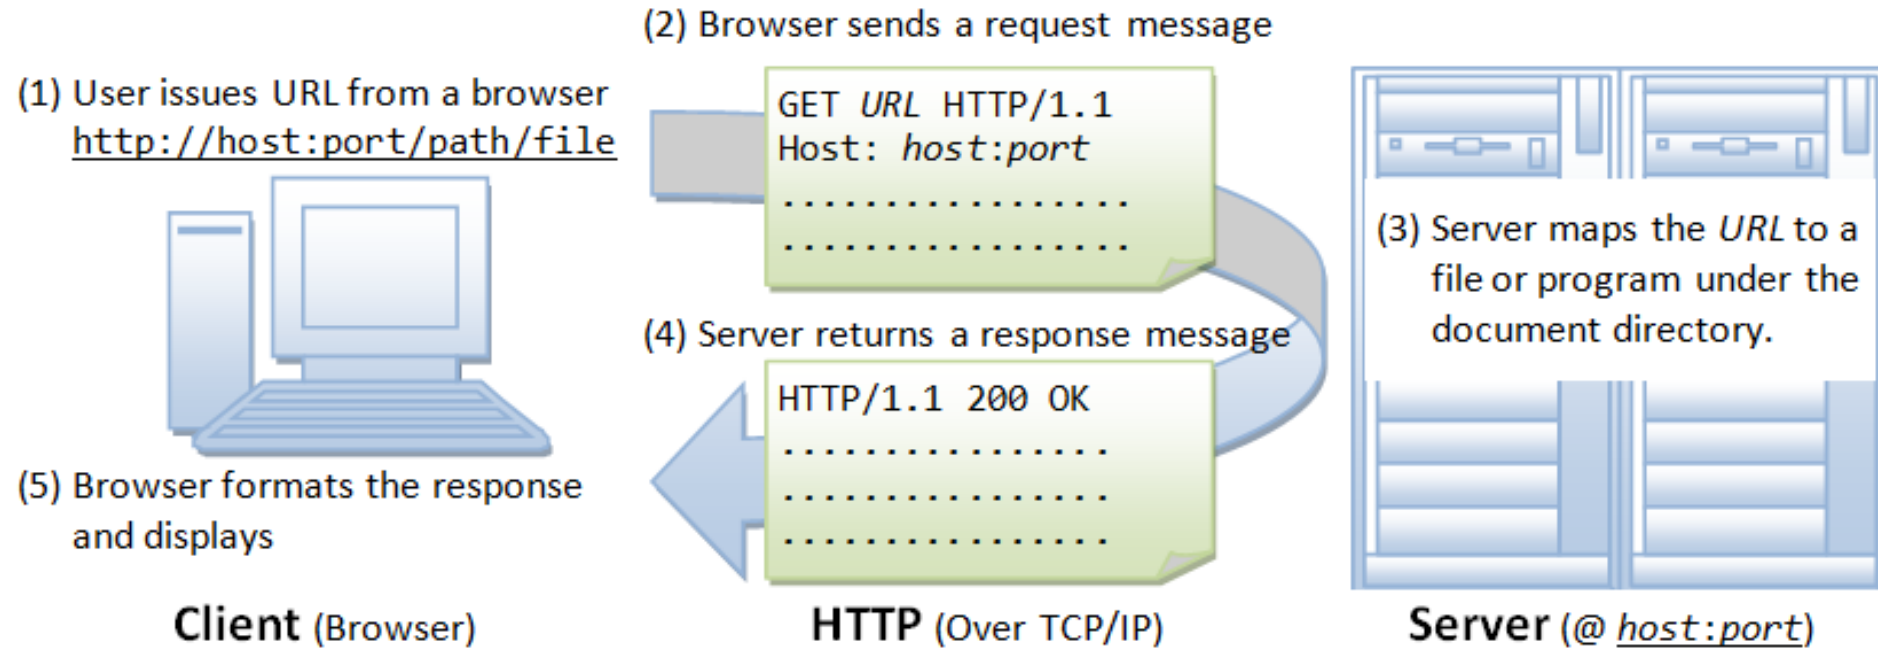 (1) User issues URL from a browser
http://host:port/path/file
(2) Browser sends a request message
GET URL HTTP/1.1
Host: host:port
..................
..................
(3) Server maps the URL to a
file or program under the
document directory.
(4) Server returns a response message
HTTP/1.1 200 OK
.................
.................
.................
(5) Browser formats the response
and displays
Client (Browser)
HTTP (Over TCP/IP)
Server (@ host:port)